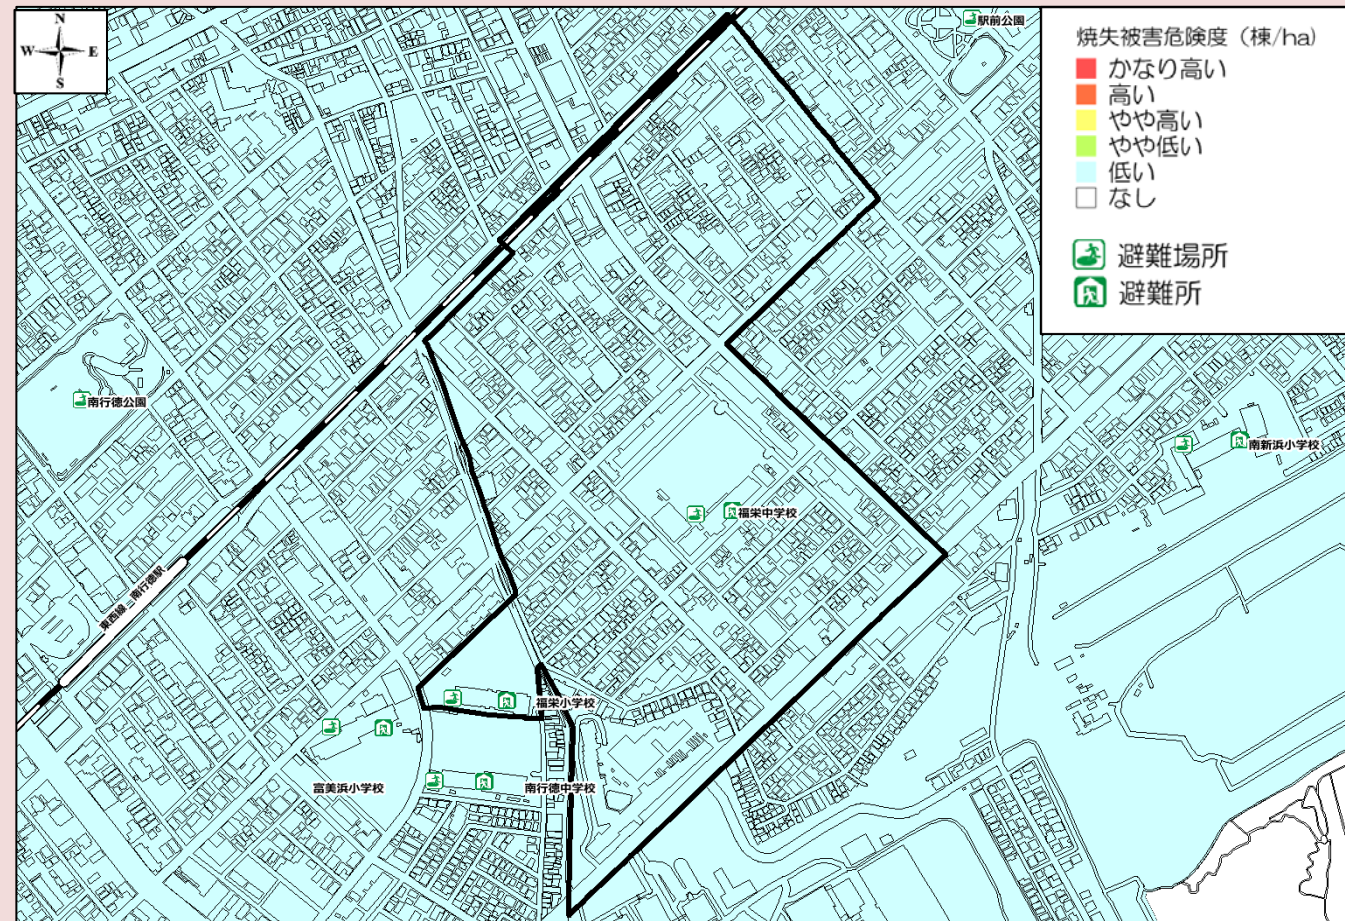 N
W E
S
駅前公園
焼失被害危険度（棟/ha）
かなり高い
高い
やや高い
やや低い
低い
なし
避難場所
避難所
南行徳公園
南新浜小学校
福栄中学校
東西線_南行徳駅
福栄小学校
富美浜小学校
南行徳中学校